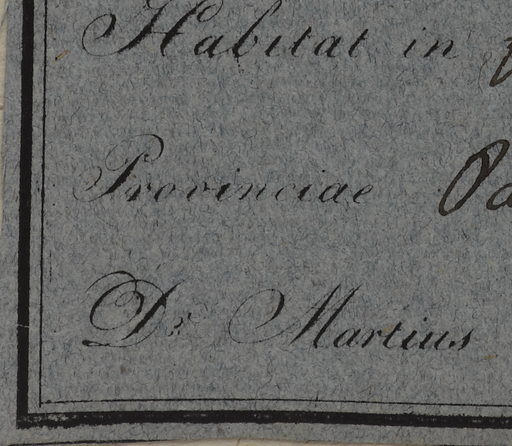 Habitat in
Provinciae
Dr. Martius